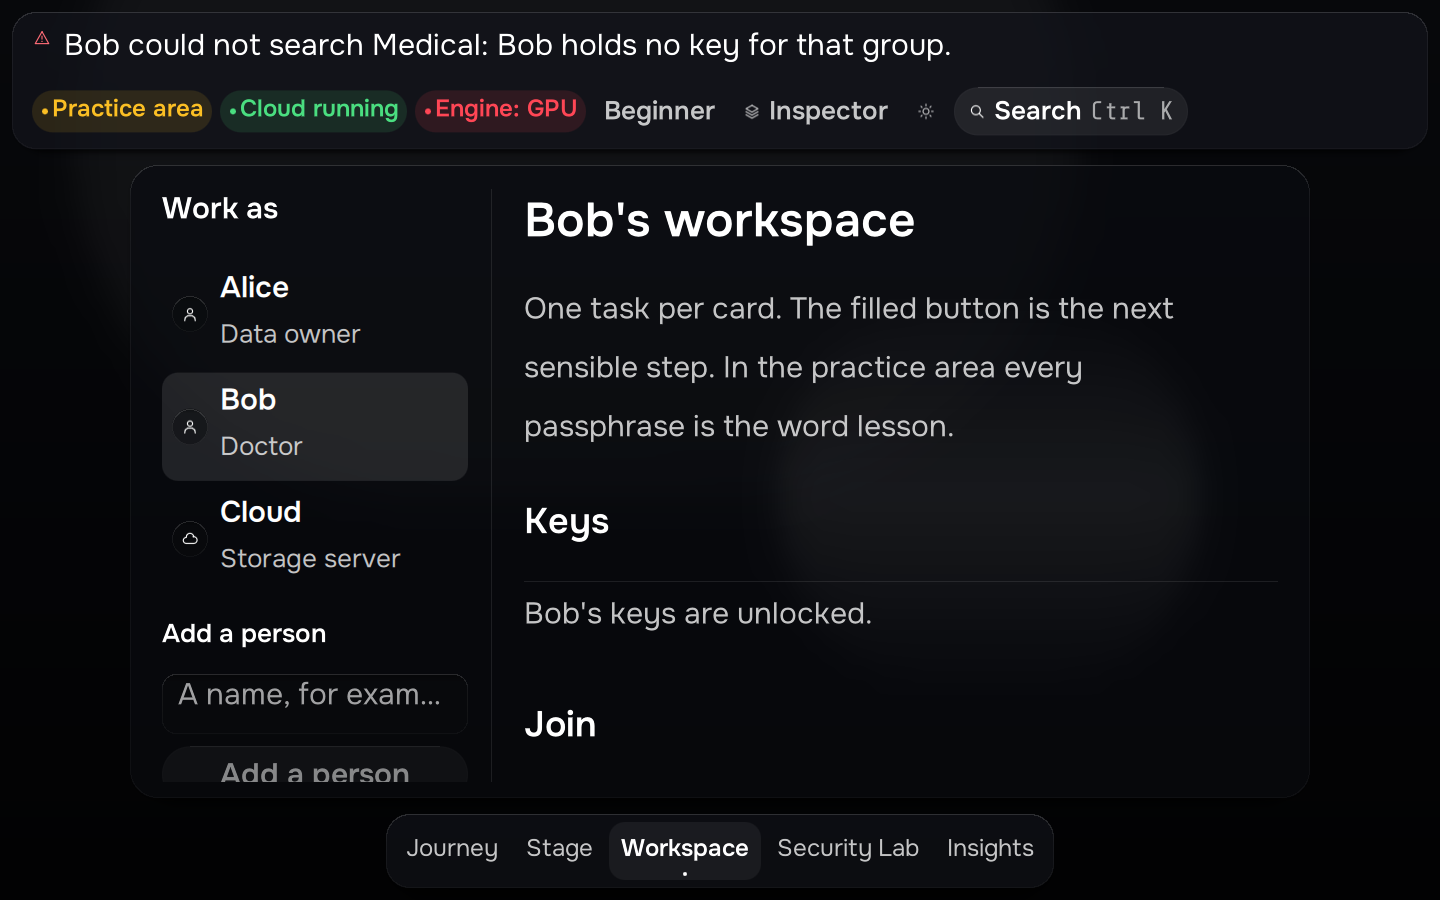 Bob could not search Medical: Bob holds no key for that group.
Practice area
Cloud running
Engine: GPU
Beginner
Inspector
Search Ctrl K
Work as
Alice
Data owner
Bob
Doctor
Cloud
Storage server
Add a person
A name, for exam...
Add a person
Bob's workspace
One task per card. The filled button is the next
sensible step. In the practice area every
passphrase is the word lesson.
Keys
Bob's keys are unlocked.
Join
Journey
Stage
Workspace
Security Lab
Insights